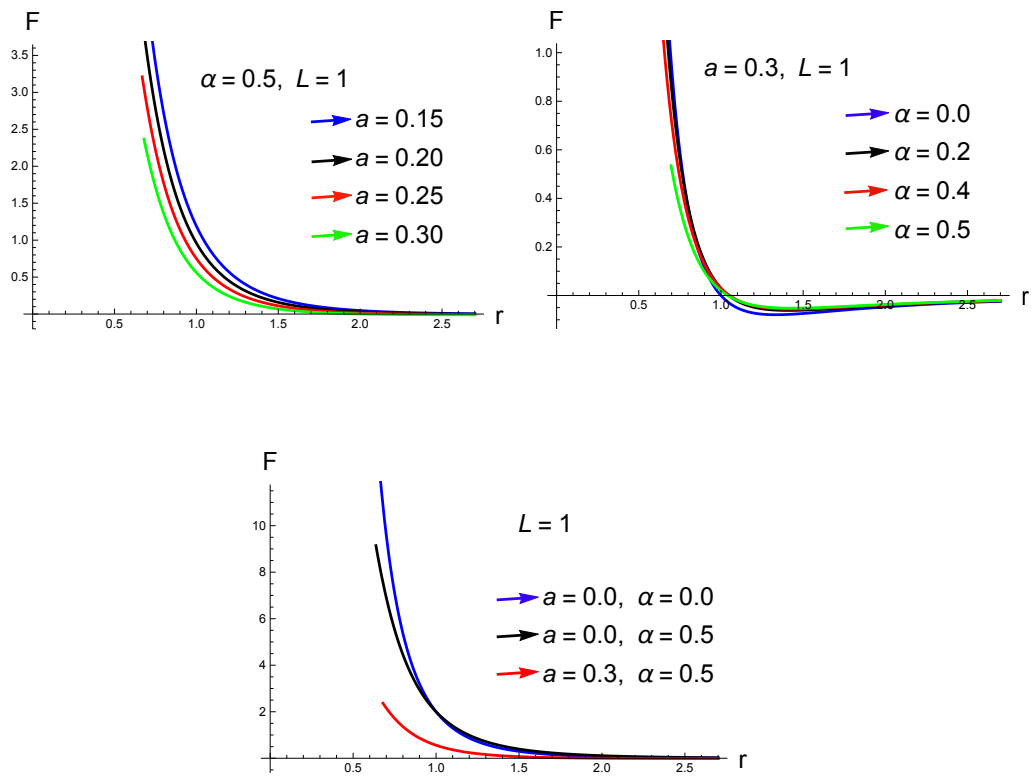 F
3.5
3.0
2.5
2.0
1.5
1.0
0.5
α = 0.5, L = 1
a = 0.15
a = 0.20
a = 0.25
a = 0.30
0.5 1.0 1.5 2.0 2.5 r
F
1.0
0.8
0.6
0.4
0.2
a = 0.3, L = 1
α = 0.0
α = 0.2
α = 0.4
α = 0.5
0.5 1.0 1.5 2.0 2.5 r
F
10
8
6
4
2
L = 1
a = 0.0, α = 0.0
a = 0.0, α = 0.5
a = 0.3, α = 0.5
0.5 1.0 1.5 2.0 2.5 r